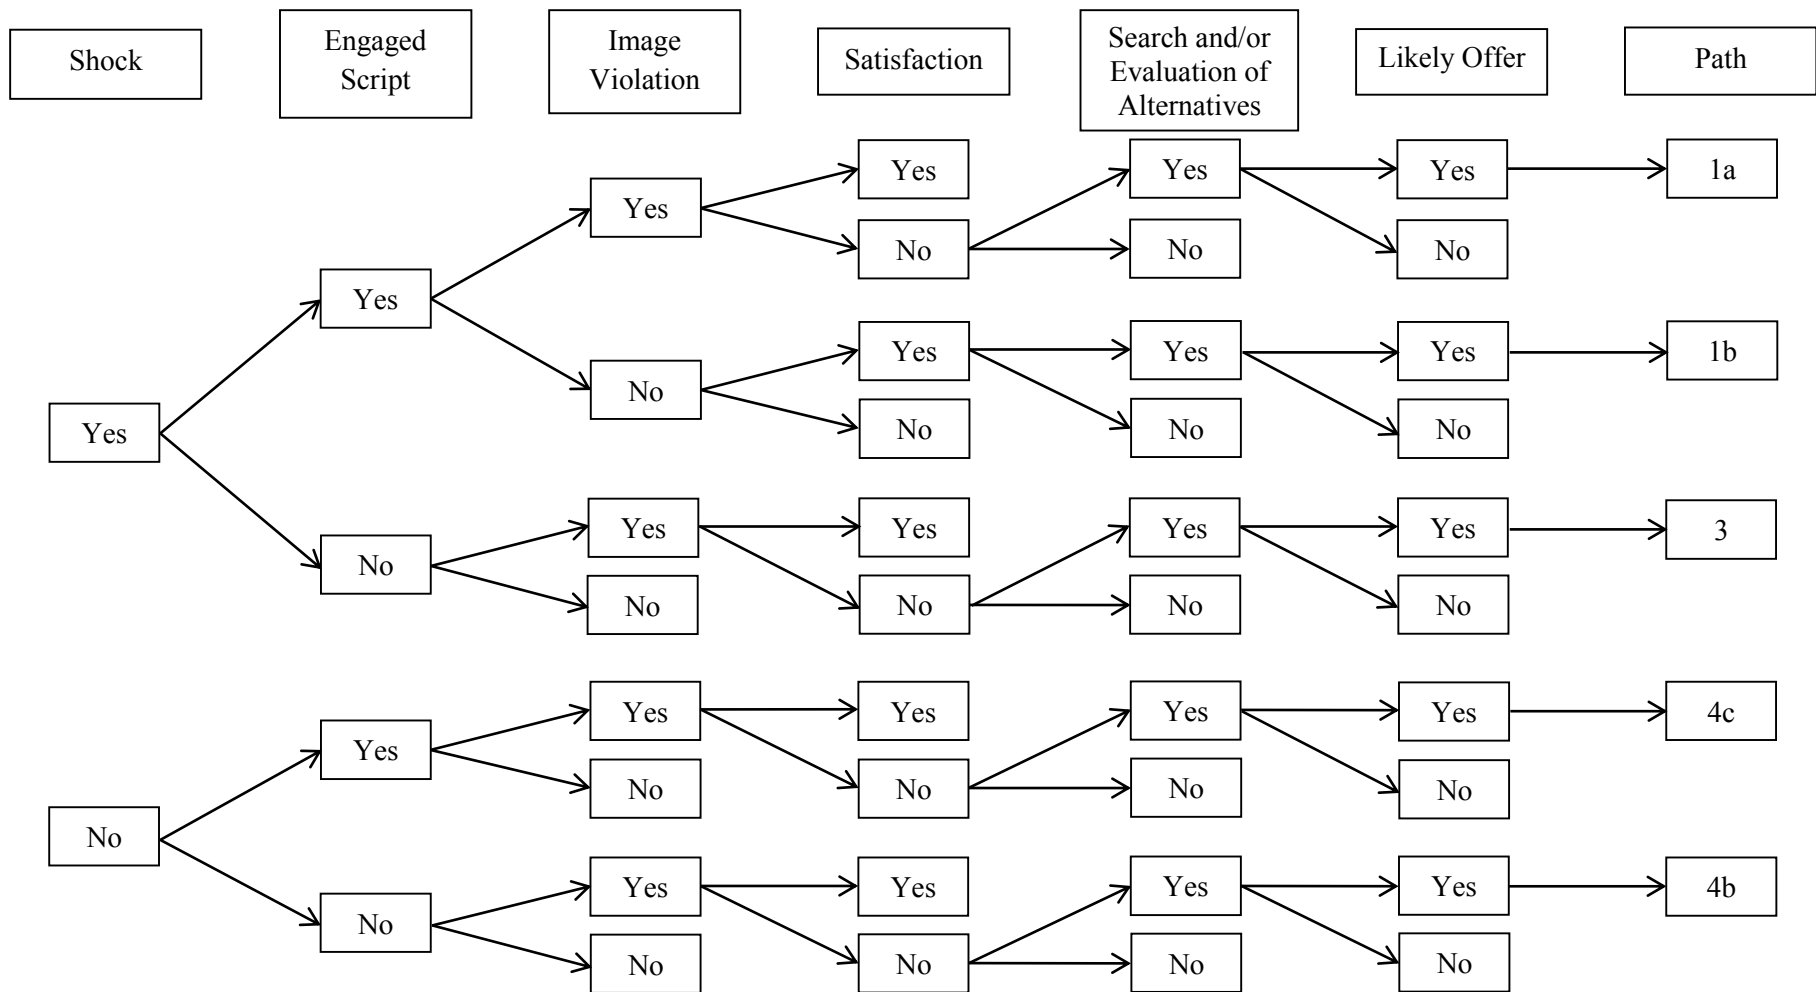 Shock
Engaged
Script
Image
Violation
Satisfaction
Search and/or
Evaluation of
Alternatives
Likely Offer
Path
Yes
Yes
Yes
1a
Yes
No
No
No
Yes
Yes
Yes
Yes
1b
No
No
No
No
Yes
Yes
Yes
Yes
Yes
3
No
No
No
No
No
Yes
Yes
Yes
Yes
4c
Yes
No
No
No
No
No
Yes
Yes
Yes
Yes
4b
No
No
No
No
No